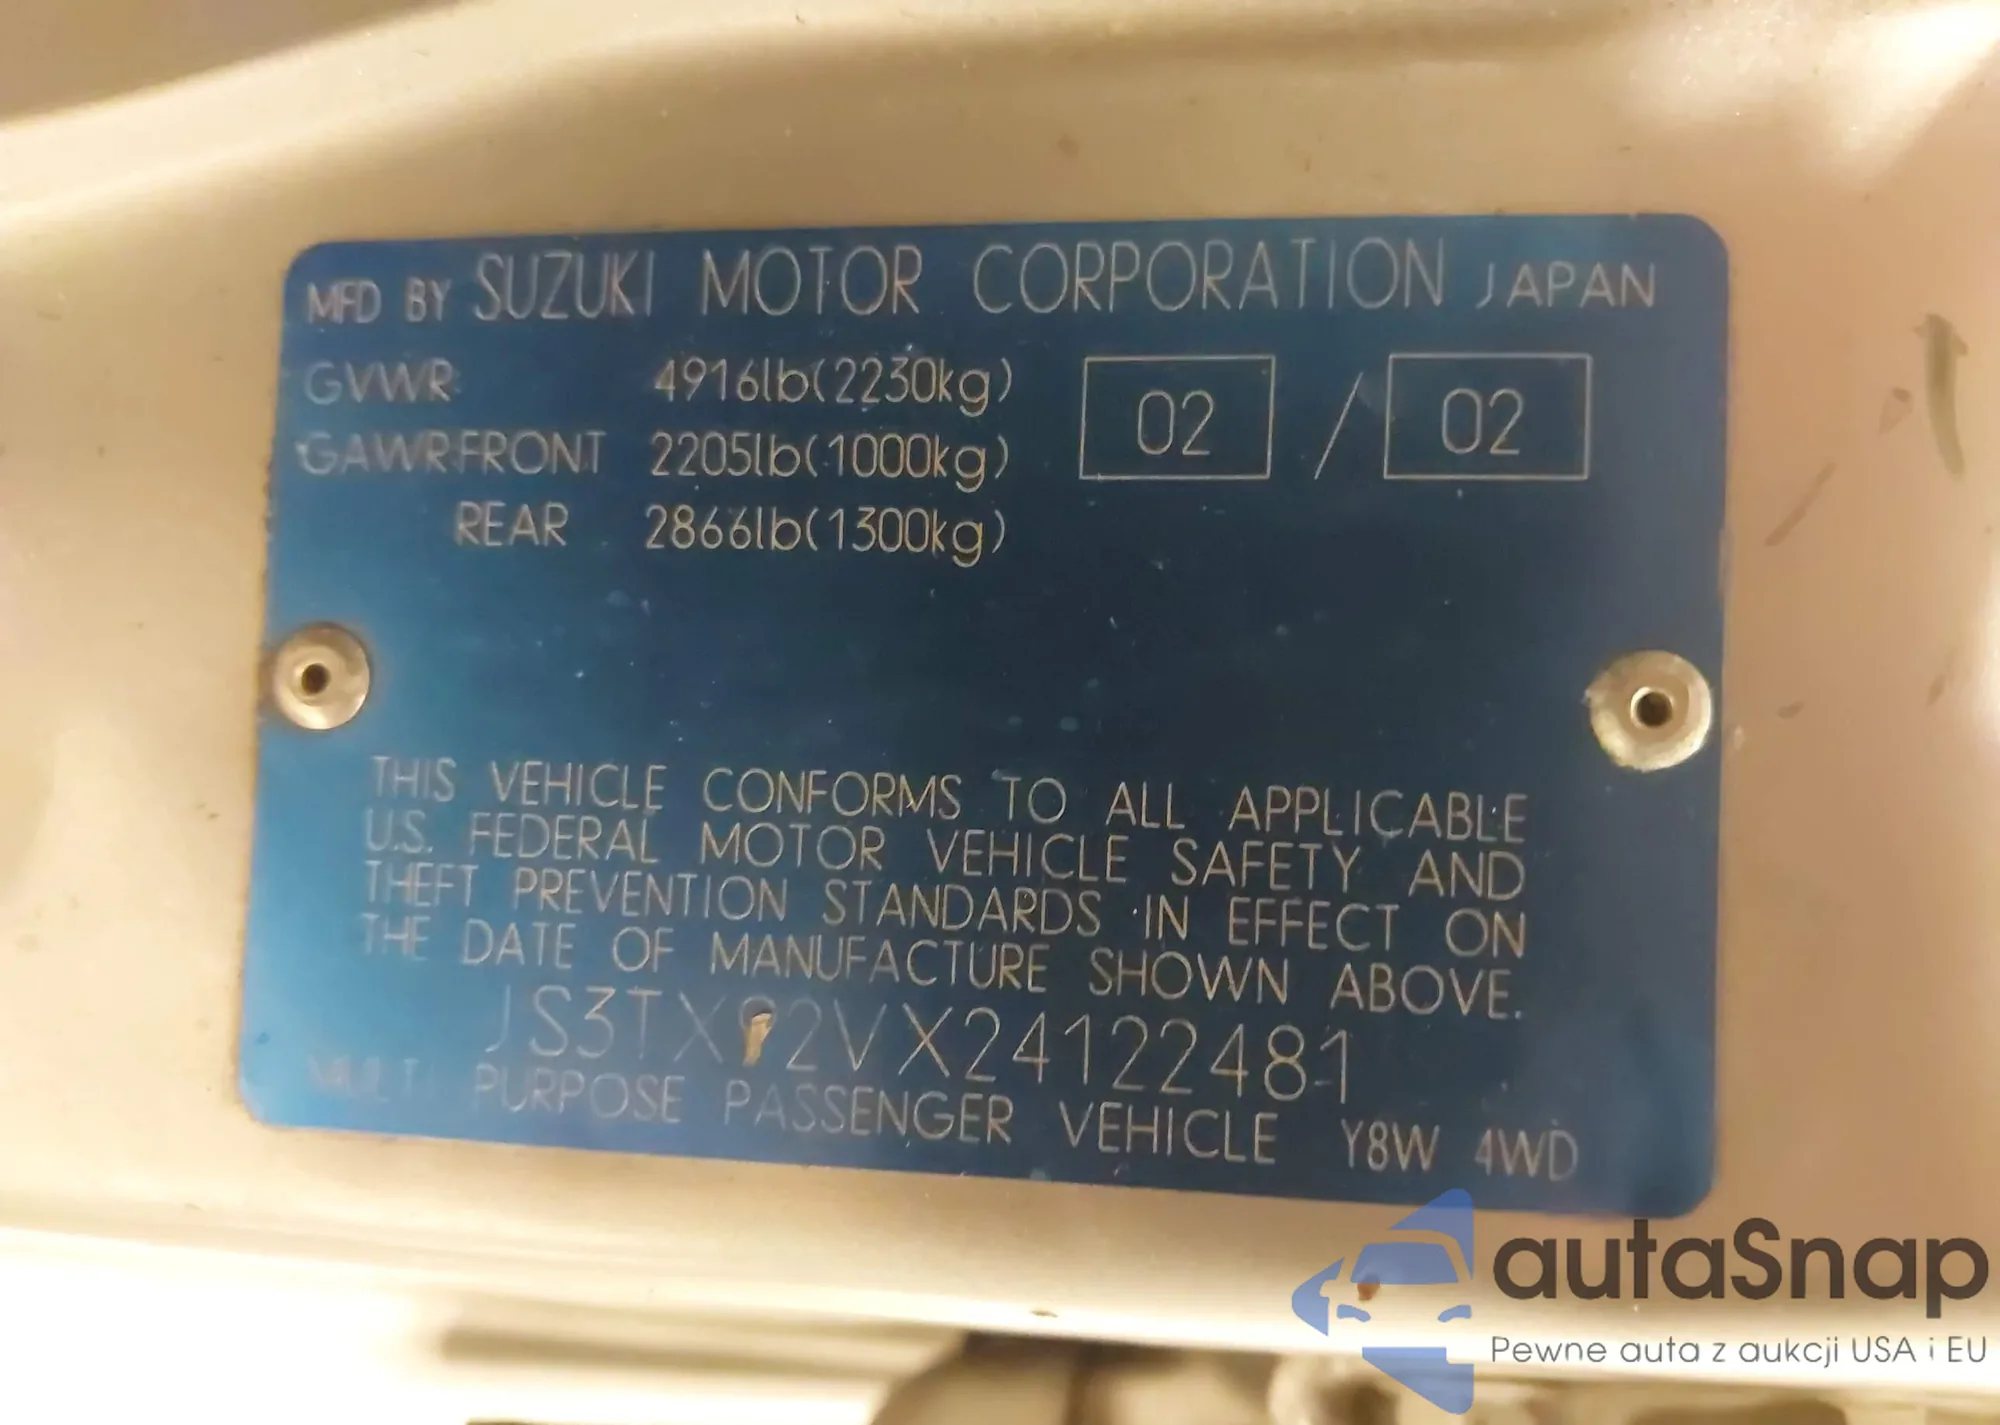 MFD BY SUZUKI MOTOR CORPORATION JAPAN
GVWR 4916lb(2230kg) 02 / 02
GAWR FRONT 2205lb(1000kg)
REAR 2866lb(1300kg)
THIS VEHICLE CONFORMS TO ALL APPLICABLE
U.S. FEDERAL MOTOR VEHICLE SAFETY AND
THEFT PREVENTION STANDARDS IN EFFECT ON
THE DATE OF MANUFACTURE SHOWN ABOVE.
JS3TX92VX24122481
MULTI PURPOSE PASSENGER VEHICLE Y8W 4WD
autaSnap
Pewne auta z aukcji USA i EU